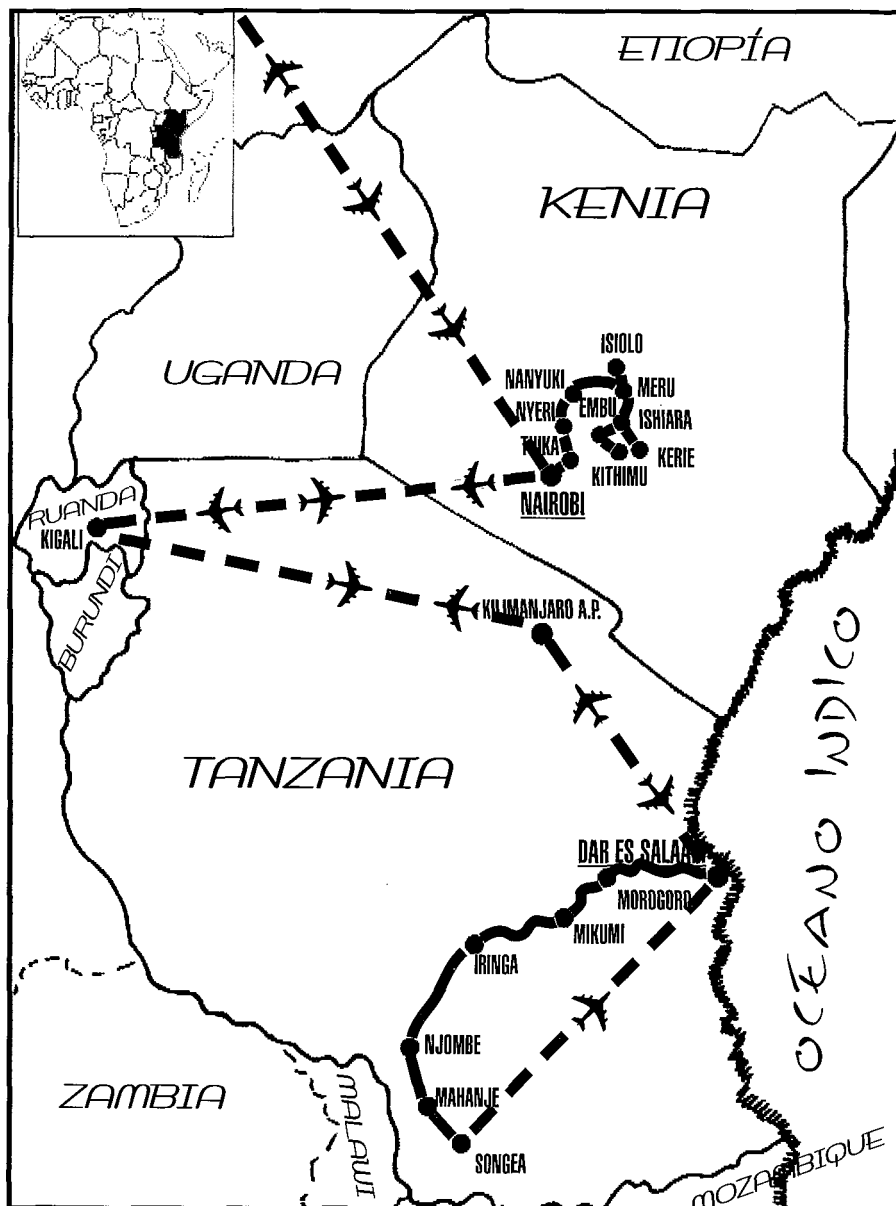 ETIOPÍA
KENIA
UGANDA
ISIOLO
NANYUKI
MERU
NYERI
EMBU
ISHIARA
THIKA
KERIE
KITHIMU
NAIROBI
RUANDA
KIGALI
BURUNDI
KILIMANJARO A.P.
TANZANIA
OCÉANO INDICO
DAR ES SALAAM
MOROGORO
MIKUMI
IRINGA
NJOMBE
MAHANJE
SONGEA
ZAMBIA
MALAWI
MOZAMBIQUE